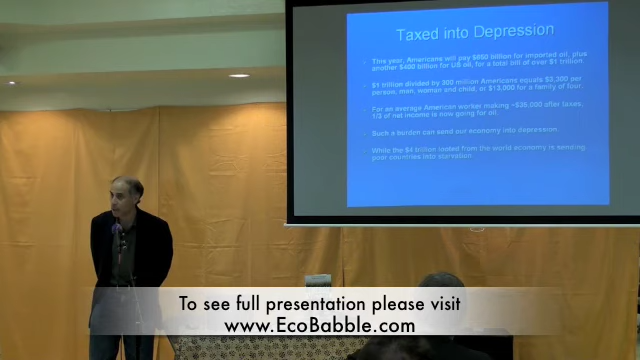 Taxed into Depression
This year, Americans will pay $650 billion for imported oil, plus
another $400 billion for US oil, for a total bill of over $1 trillion.
$1 trillion divided by 300 million Americans equals $3,300 per
person, man, woman and child, or $13,000 for a family of four.
For an average American worker making ~$36,000 after taxes,
1/3 of net income is now going for oil
Such a burden can send our economy into depression.
While the $4 trillion looted from the world economy is sending
poor countries into starvation.
To see full presentation please visit
www.EcoBabble.com